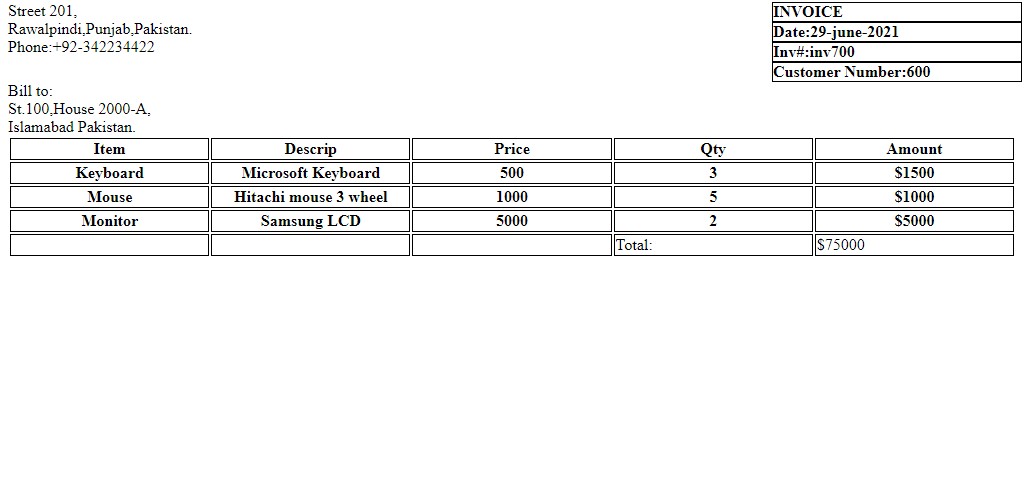 Street 201,
Rawalpindi,Punjab,Pakistan.
Phone:+92-342234422
INVOICE
Date:29-june-2021
Inv#:inv700
Customer Number:600
Bill to:
St.100,House 2000-A,
Islamabad Pakistan.
Item Descrip Price Qty Amount
Keyboard Microsoft Keyboard 500 3 $1500
Mouse Hitachi mouse 3 wheel 1000 5 $1000
Monitor Samsung LCD 5000 2 $5000
Total: $75000